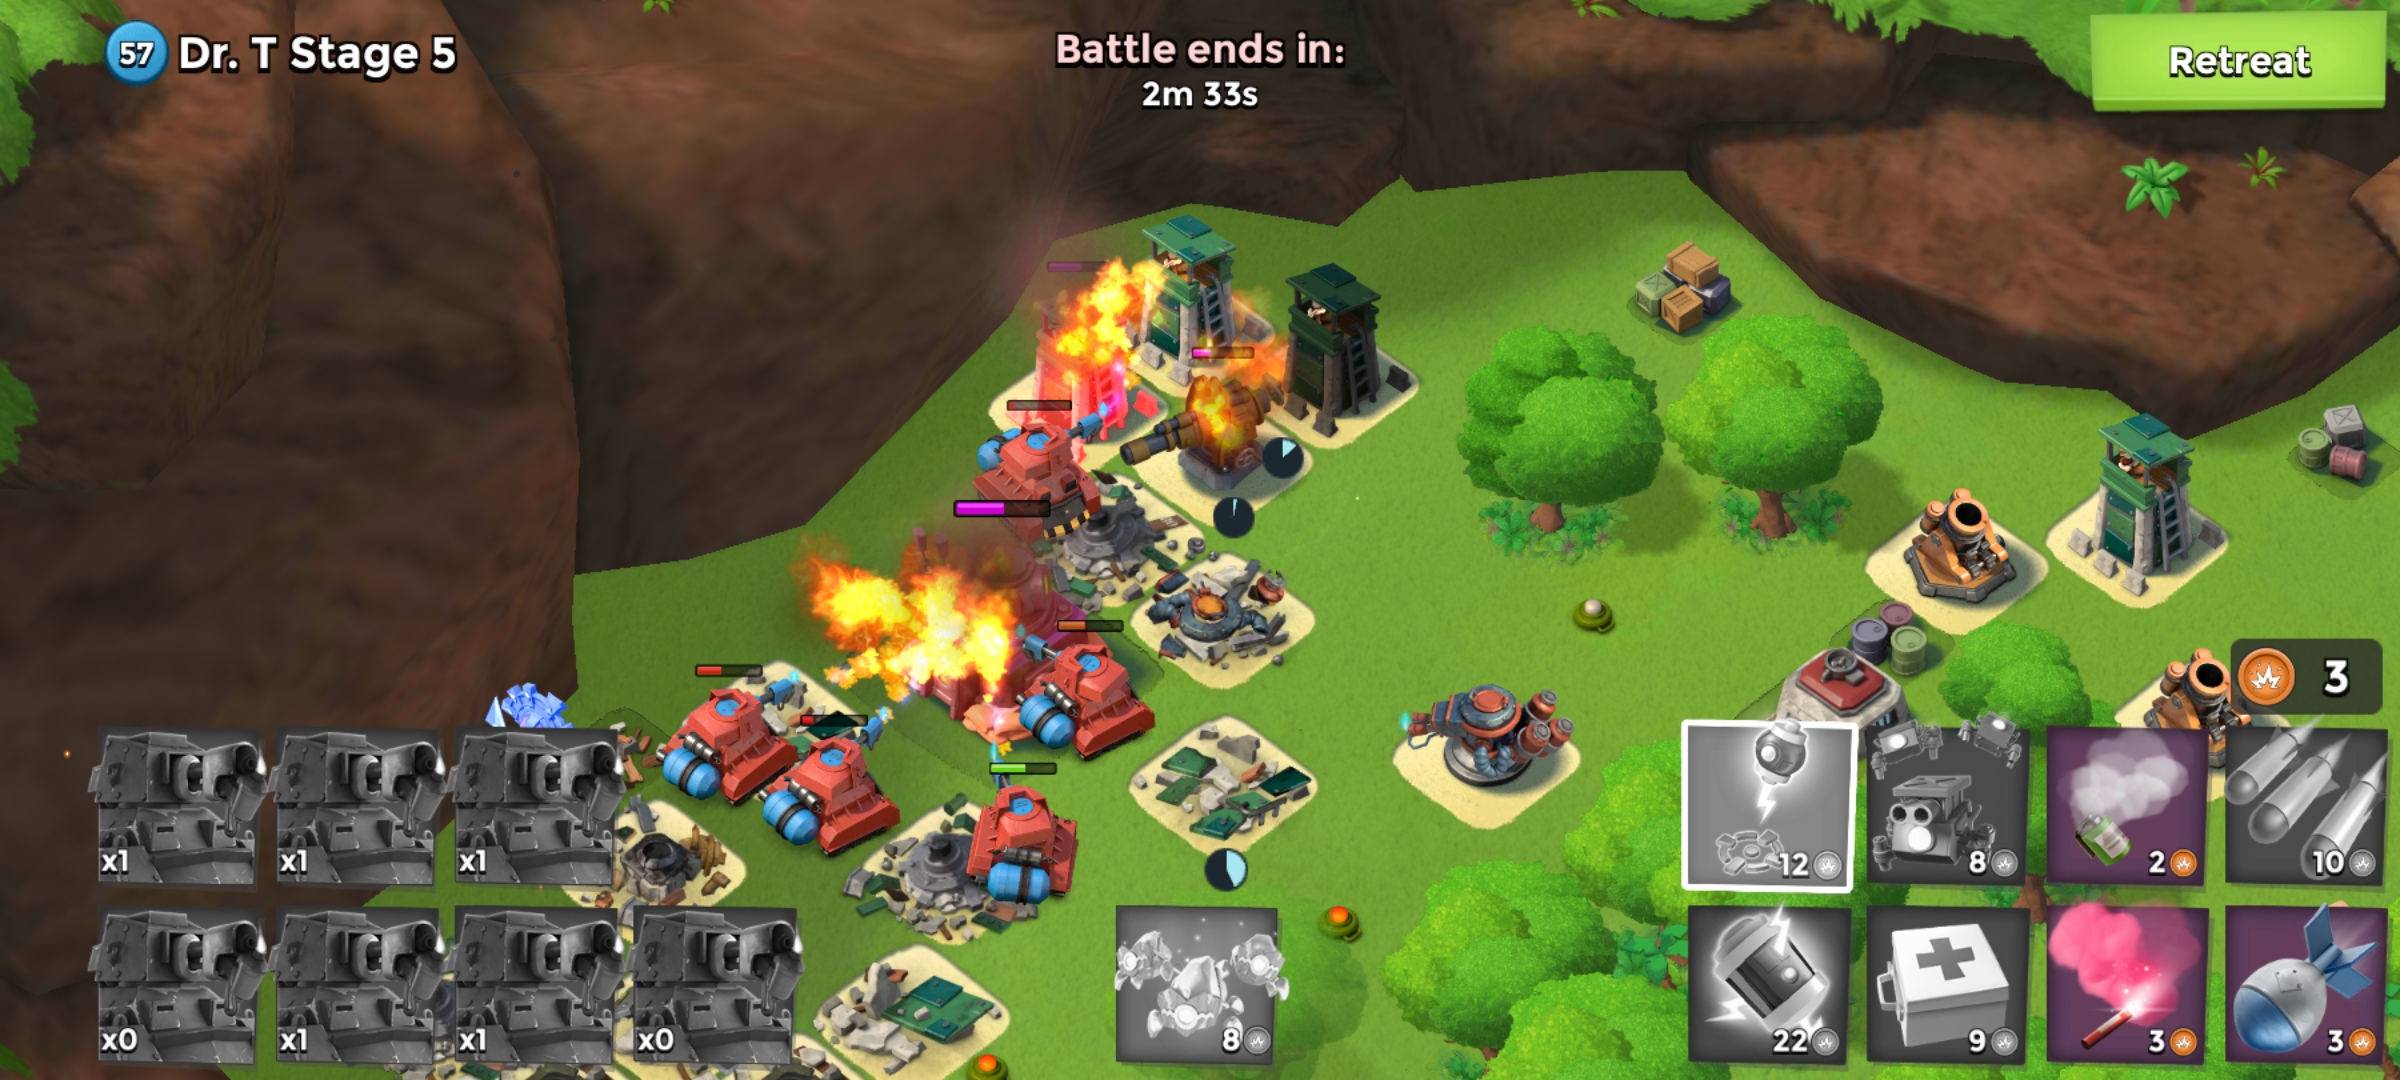 57 Dr. T Stage 5
Battle ends in:
2m 33s
Retreat
3
x1 x1 x1
12 8 2 10
x0 x1 x1 x0
8
22 9 3 3